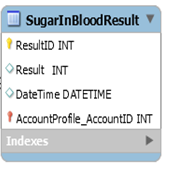 SugarInBloodResult
ResultID INT
Result INT
DateTime DATETIME
AccountProfile_AccountID INT
Indexes